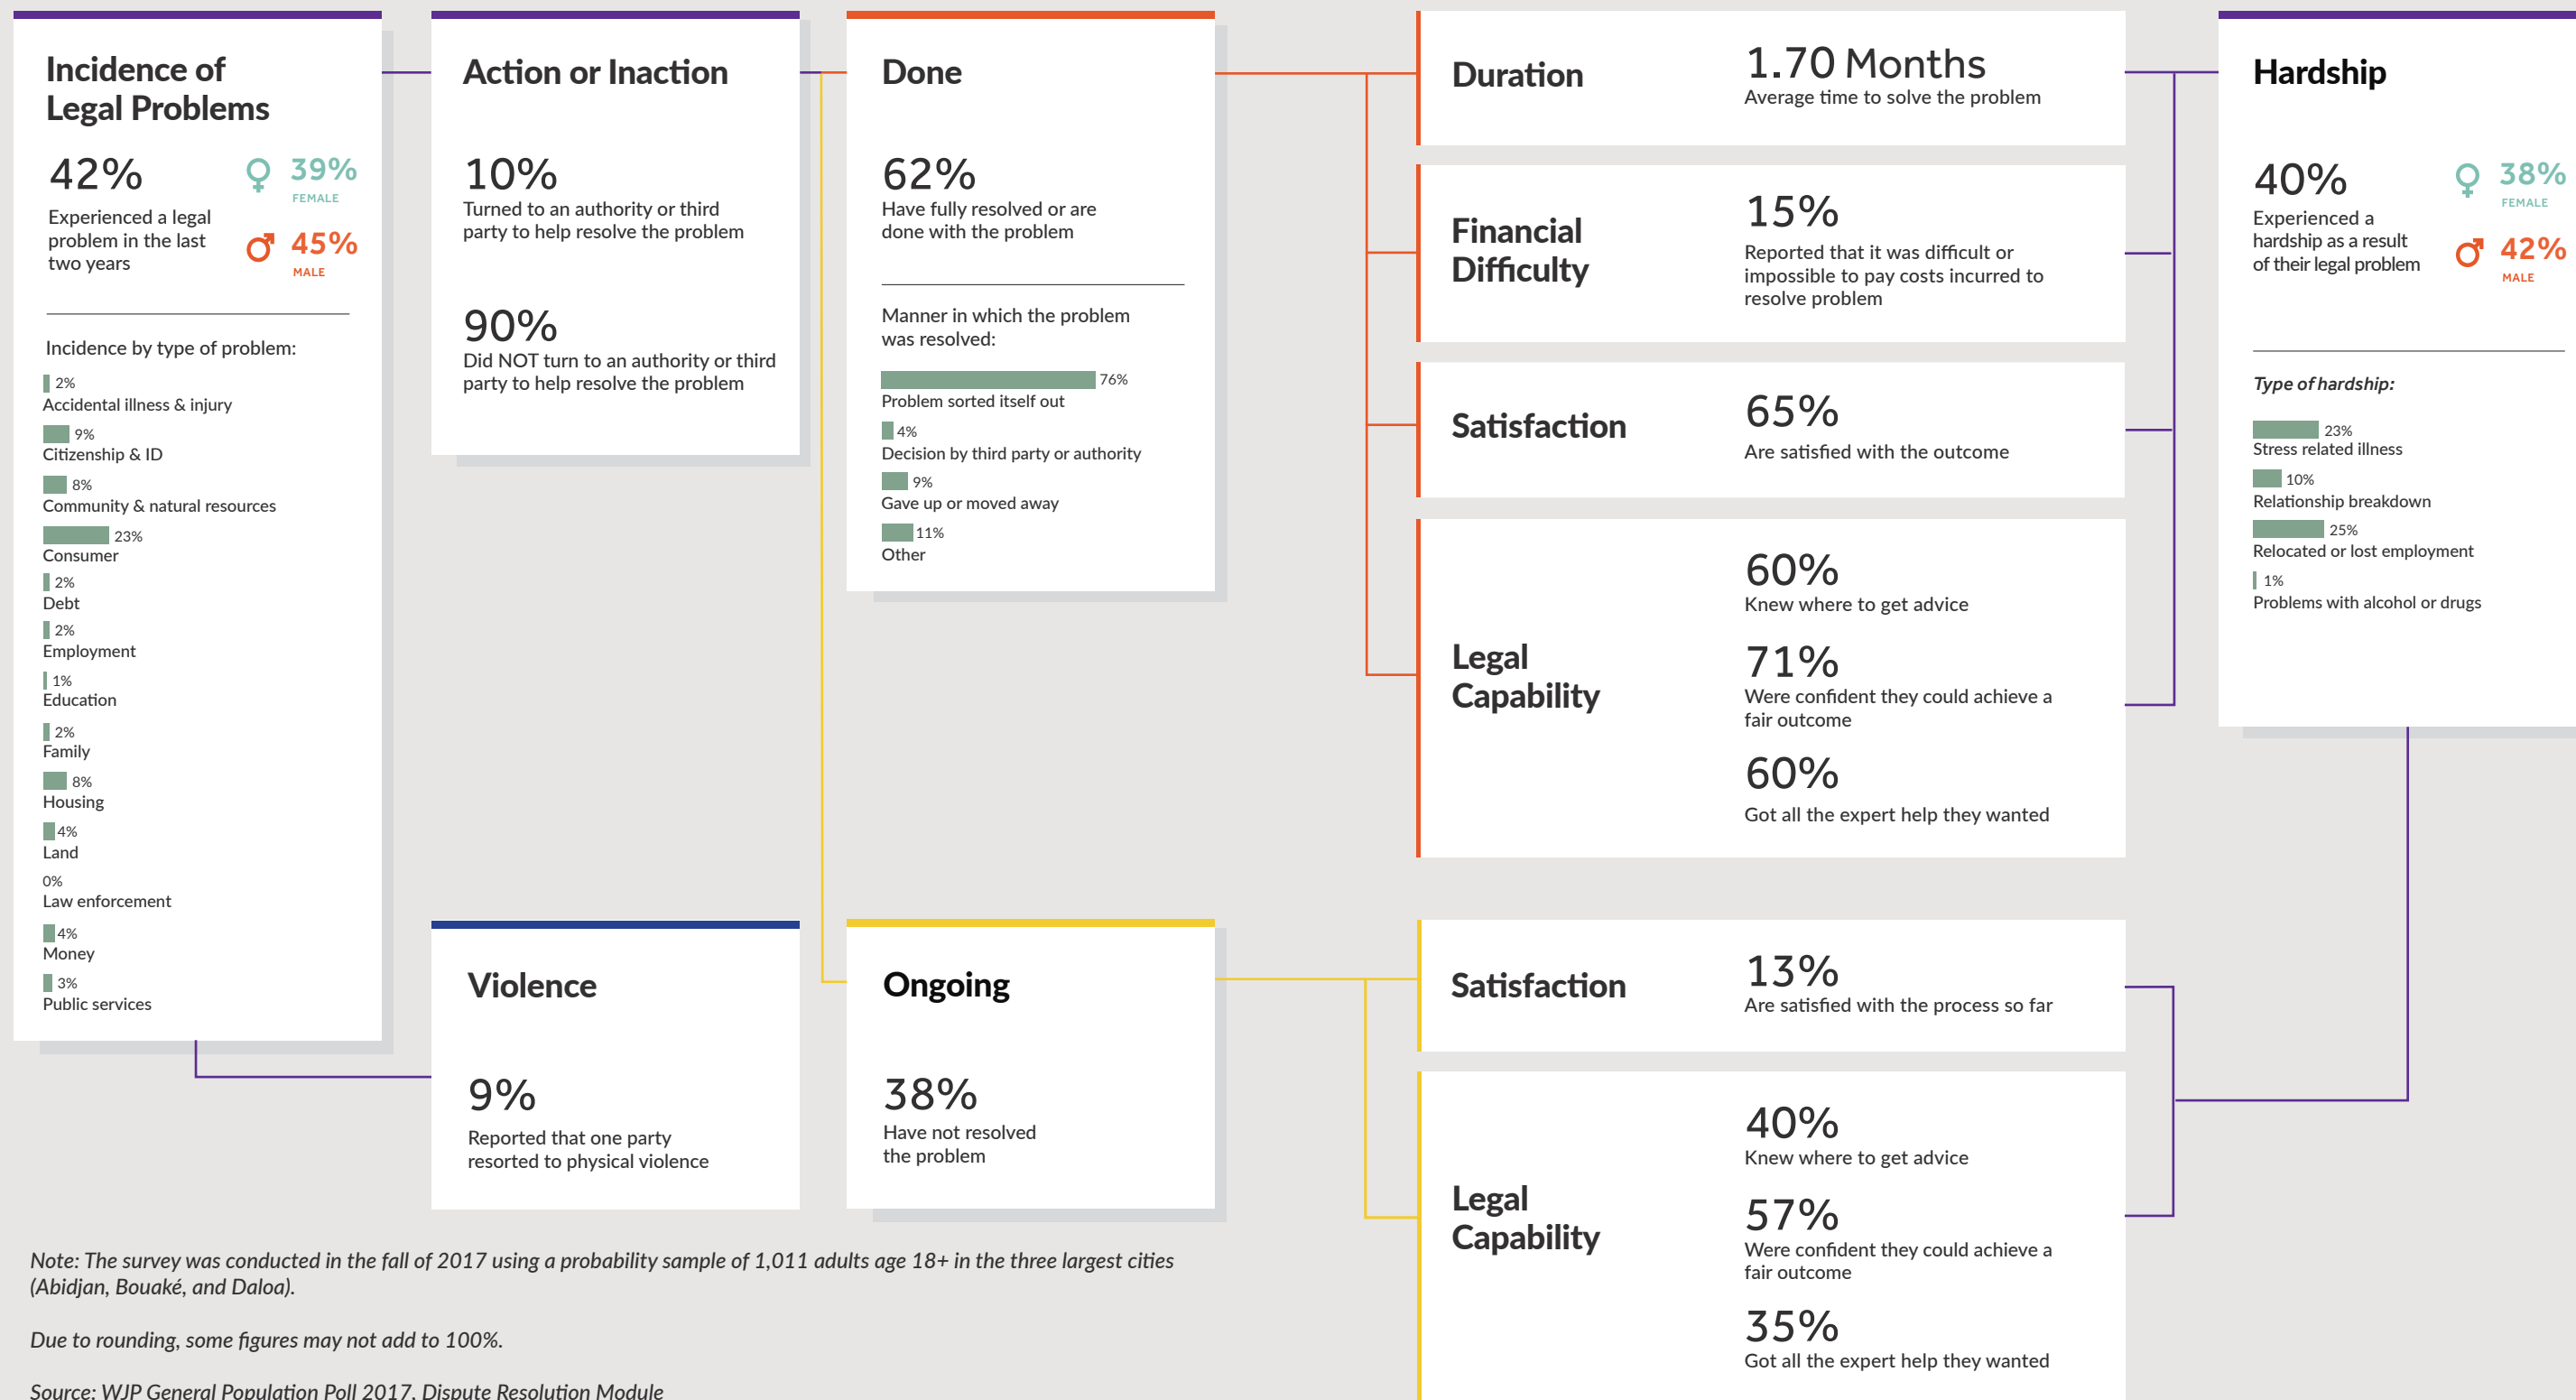 Incidence of
Legal Problems
42%
Experienced a legal
problem in the last
two years
39%
FEMALE
45%
MALE
Incidence by type of problem:
2%
Accidental illness & injury
9%
Citizenship & ID
8%
Community & natural resources
23%
Consumer
2%
Debt
2%
Employment
1%
Education
2%
Family
8%
Housing
4%
Land
0%
Law enforcement
4%
Money
3%
Public services
Action or Inaction
10%
Turned to an authority or third
party to help resolve the problem
90%
Did NOT turn to an authority or third
party to help resolve the problem
Violence
9%
Reported that one party
resorted to physical violence
Done
62%
Have fully resolved or are
done with the problem
Manner in which the problem
was resolved:
76%
Problem sorted itself out
4%
Decision by third party or authority
9%
Gave up or moved away
11%
Other
Ongoing
38%
Have not resolved
the problem
Duration
1.70 Months
Average time to solve the problem
Financial
Difficulty
15%
Reported that it was difficult or
impossible to pay costs incurred to
resolve problem
Satisfaction
65%
Are satisfied with the outcome
Legal
Capability
60%
Knew where to get advice
71%
Were confident they could achieve a
fair outcome
60%
Got all the expert help they wanted
Satisfaction
13%
Are satisfied with the process so far
Legal
Capability
40%
Knew where to get advice
57%
Were confident they could achieve a
fair outcome
35%
Got all the expert help they wanted
Hardship
40%
Experienced a
hardship as a result
of their legal problem
38%
FEMALE
42%
MALE
Type of hardship:
23%
Stress related illness
10%
Relationship breakdown
25%
Relocated or lost employment
1%
Problems with alcohol or drugs
Note: The survey was conducted in the fall of 2017 using a probability sample of 1,011 adults age 18+ in the three largest cities
(Abidjan, Bouaké, and Daloa).
Due to rounding, some figures may not add to 100%.
Source: WJP General Population Poll 2017, Dispute Resolution Module